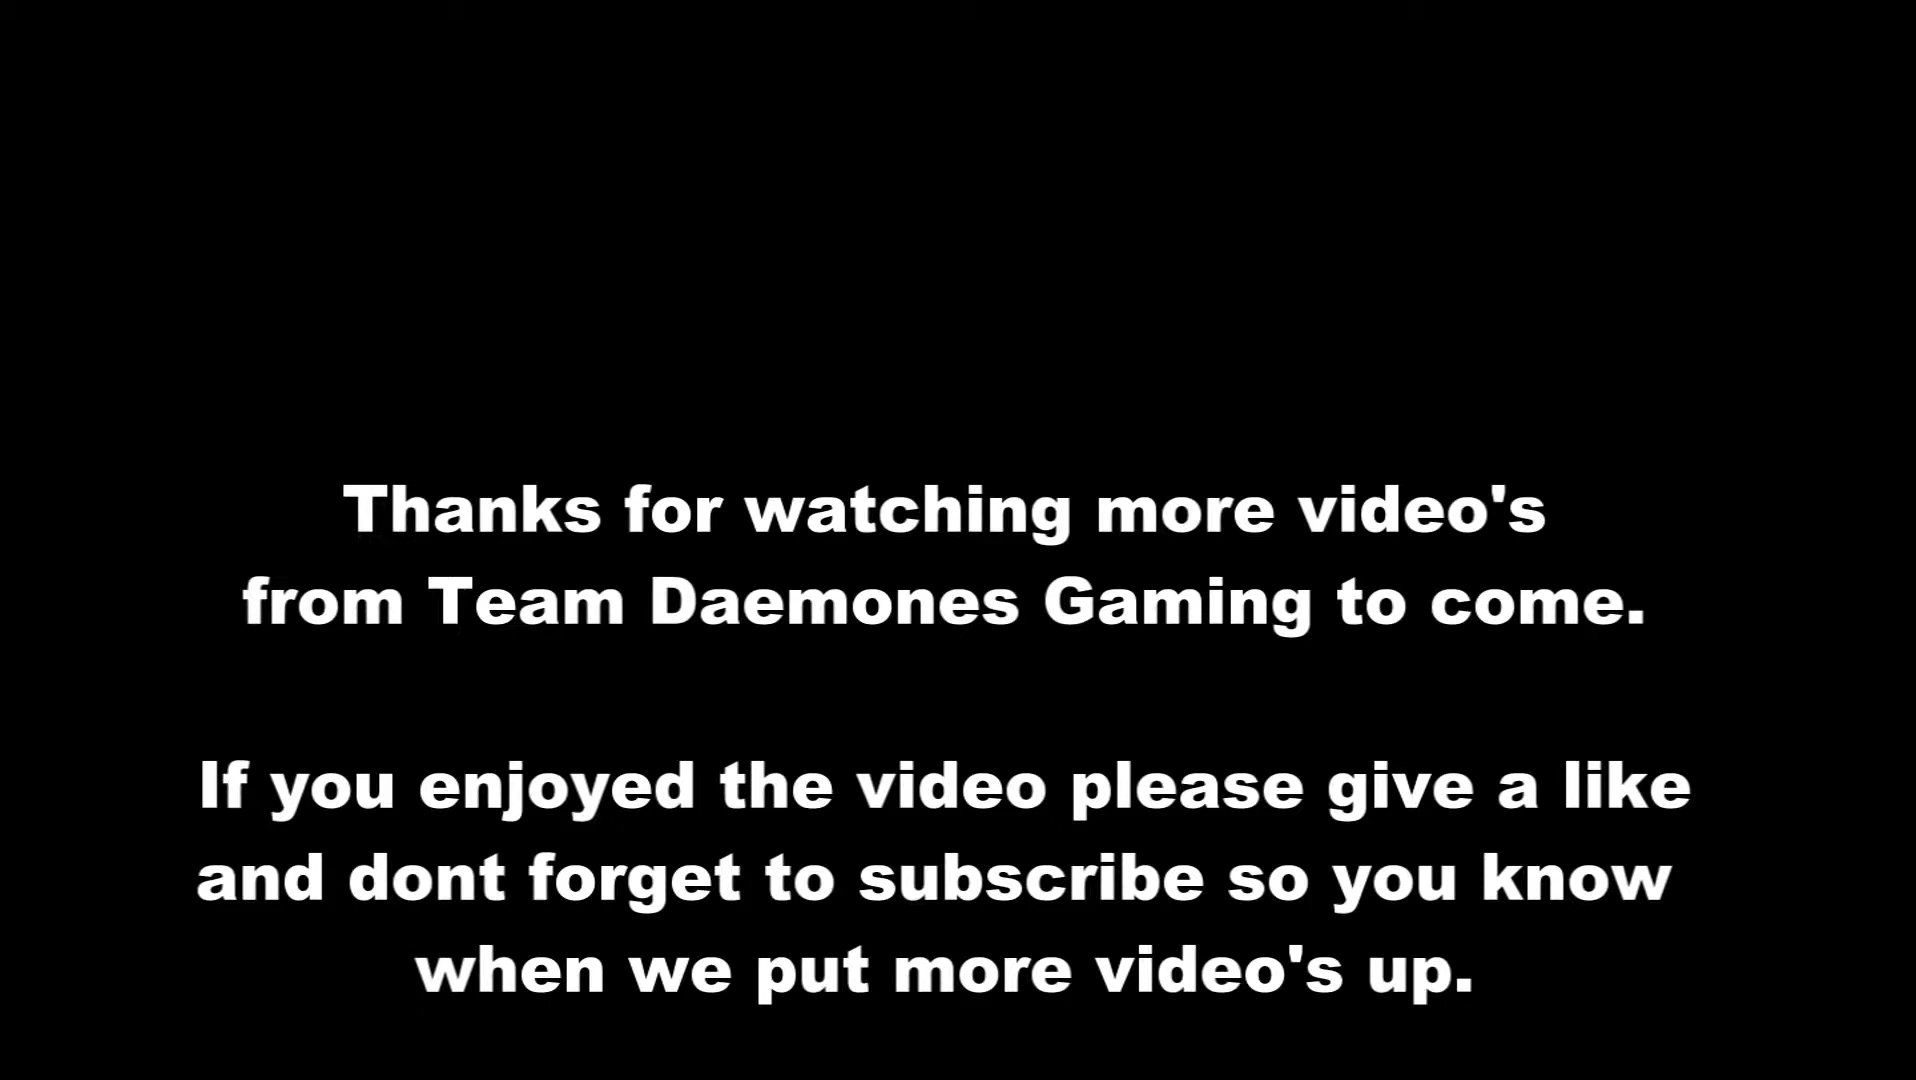 Thanks for watching more video's
from Team Daemones Gaming to come.
If you enjoyed the video please give a like
and dont forget to subscribe so you know
when we put more video's up.